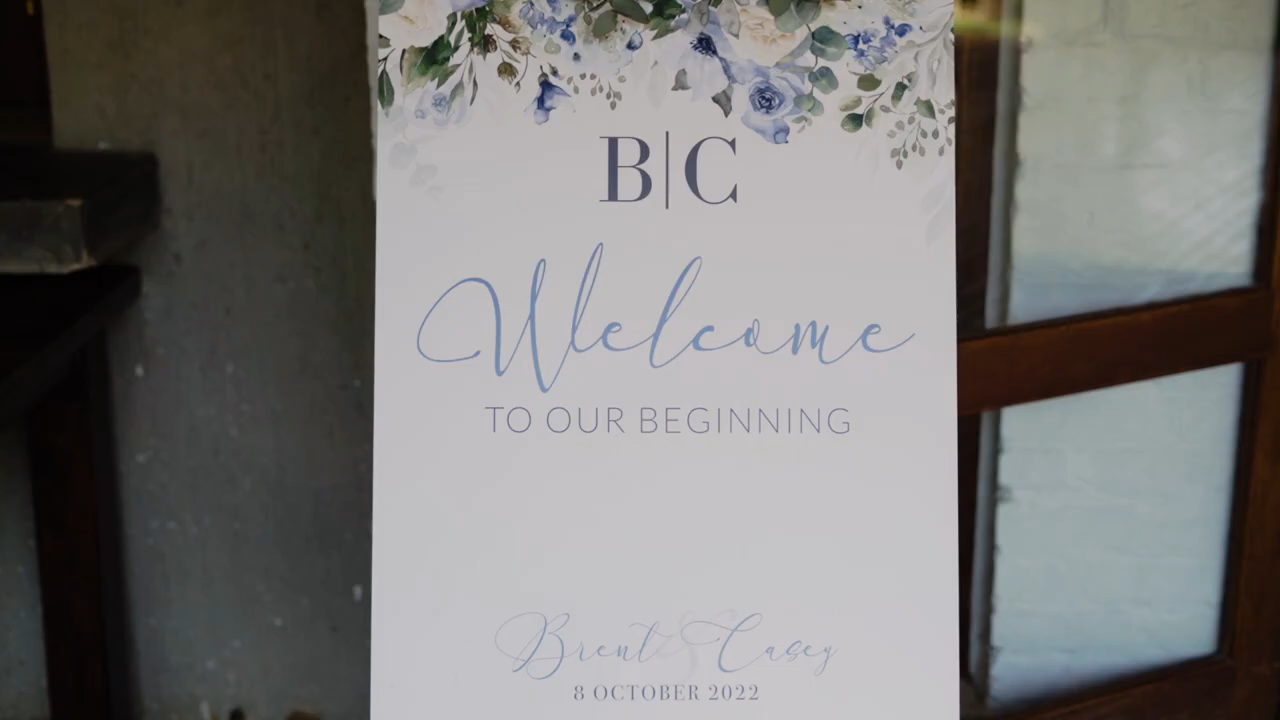 B|C
Welcome
TO OUR BEGINNING
Brent & Casey
8 OCTOBER 2022